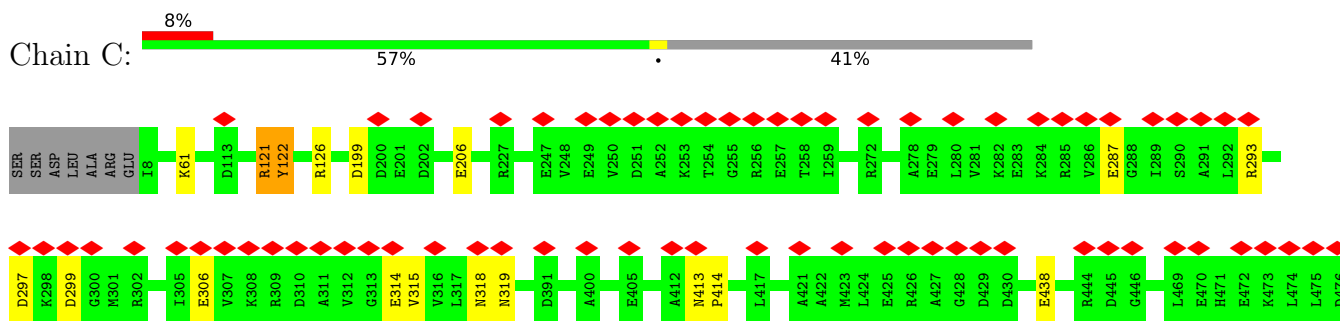 8%
Chain C:
57% • 41%
SER SER ASP LEU ALA ARG GLU I8 K61 D113 R121 Y122 R126 D199 D200 E201 D202 E206 R227 E247 V248 E249 V250 D251 A252 K253 T254 G255 R256 E257 T258 I259 R272 A278 E279 L280 V281 K282 E283 K284 R285 V286 E287 G288 I289 S290 A291 L292 R293
D297 K298 D299 G300 M301 R302 I305 E306 V307 K308 R309 D310 A311 V312 G313 E314 V315 V316 L317 N318 N319 D391 A400 E405 A412 N413 P414 L417 A421 A422 M423 L424 E425 R426 A427 G428 D429 D430 E438 R444 D445 G446 L469 E470 H471 E472 K473 L474 L475